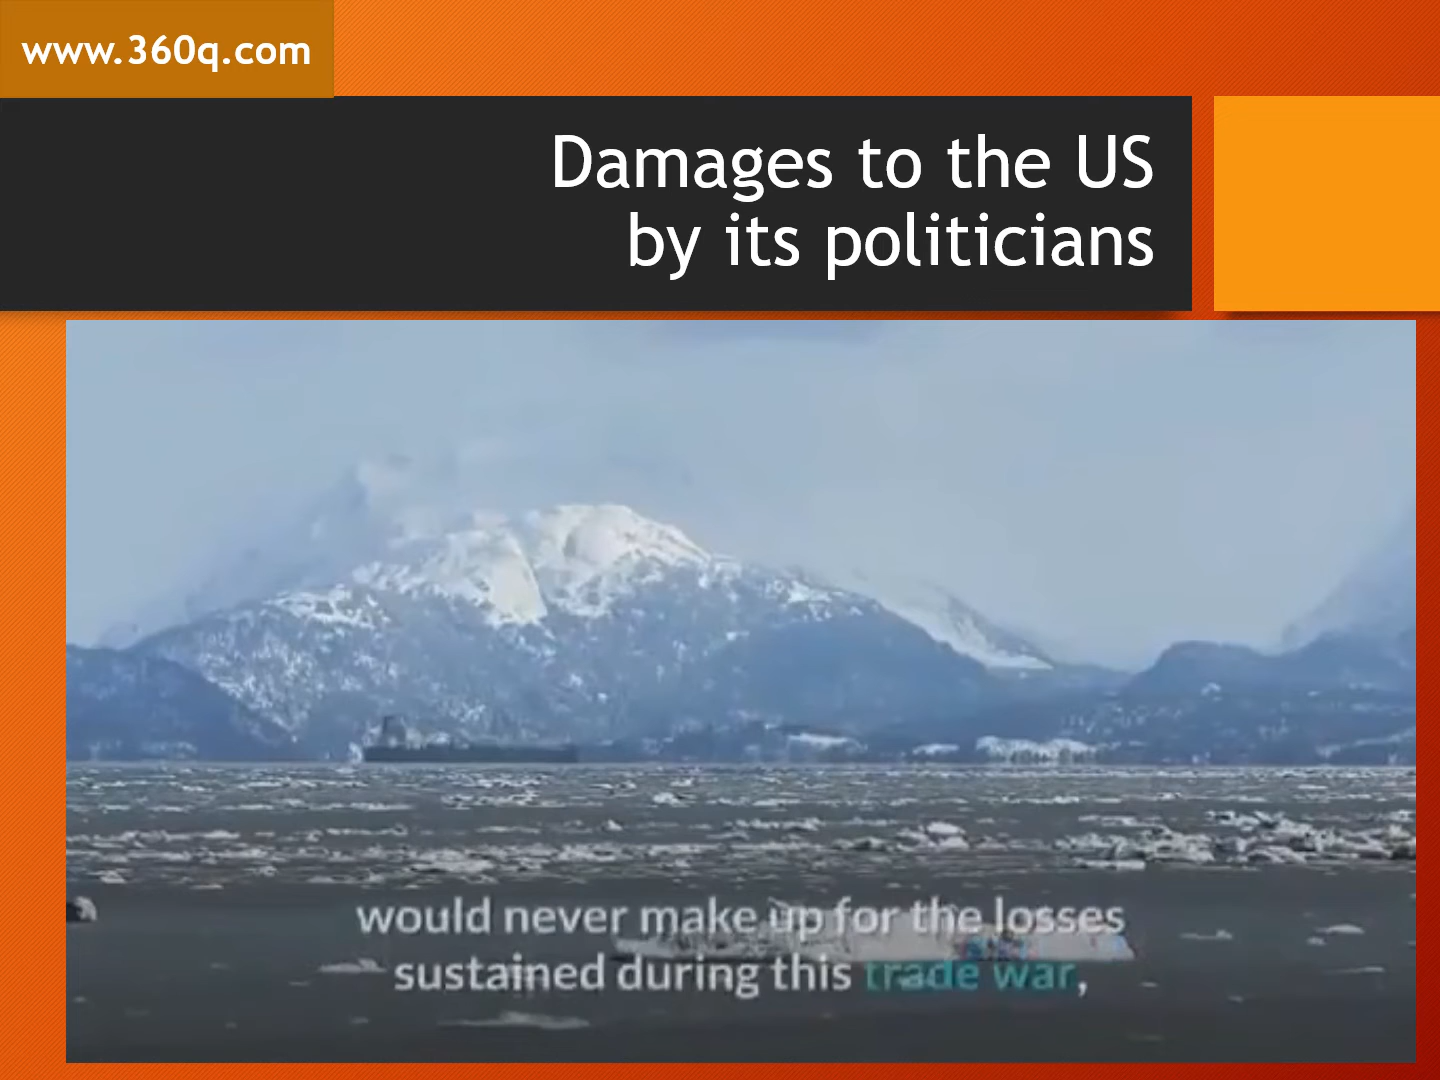 www.360q.com
Damages to the US
by its politicians
would never make up for the losses
sustained during this trade war,